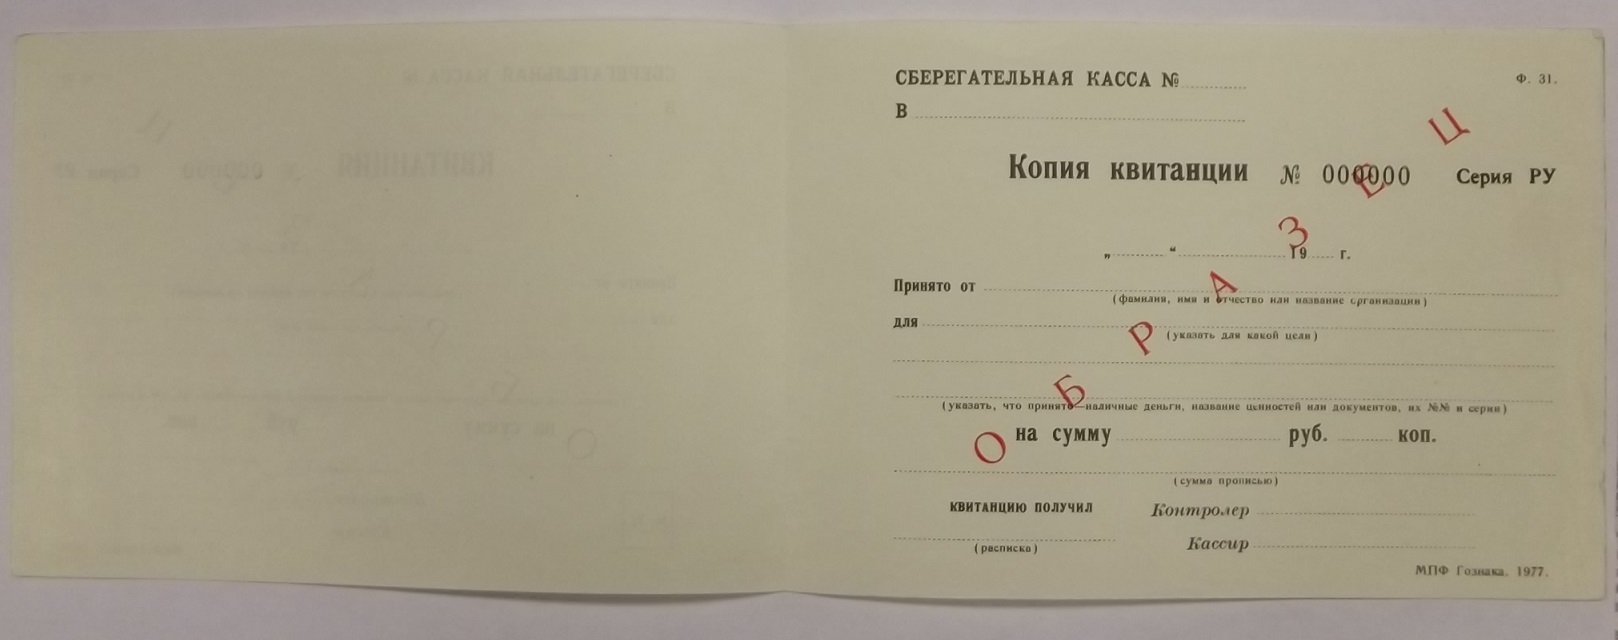 СБЕРЕГАТЕЛЬНАЯ КАССА №
Ф. 31.
В
Копия квитанции № 000000 Серия РУ
„ “ 19 г.
Принято от
(фамилия, имя и отчество или название организации)
для
(указать для какой цели)
(указать, что принято—наличные деньги, название ценностей или документов, их №№ и серии)
на сумму руб. коп.
(сумма прописью)
КВИТАНЦИЮ ПОЛУЧИЛ
Контролер
(расписка)
Кассир
МПФ Гознака. 1977.
ОБРАЗЕЦ